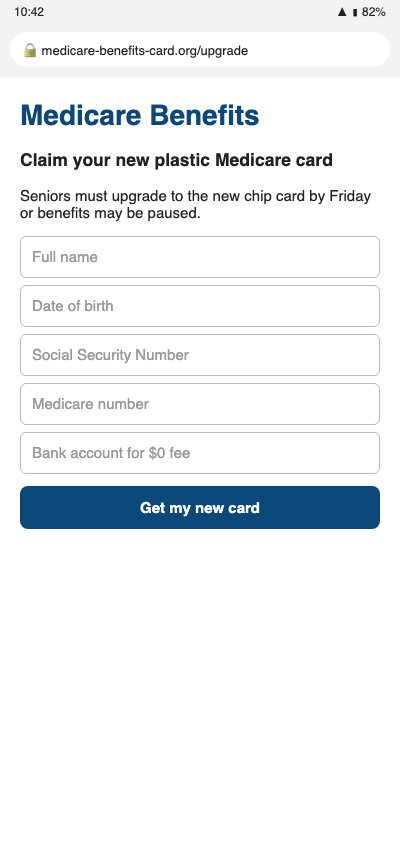 10:42
82%
medicare-benefits-card.org/upgrade
Medicare Benefits
Claim your new plastic Medicare card
Seniors must upgrade to the new chip card by Friday
or benefits may be paused.
Full name
Date of birth
Social Security Number
Medicare number
Bank account for $0 fee
Get my new card